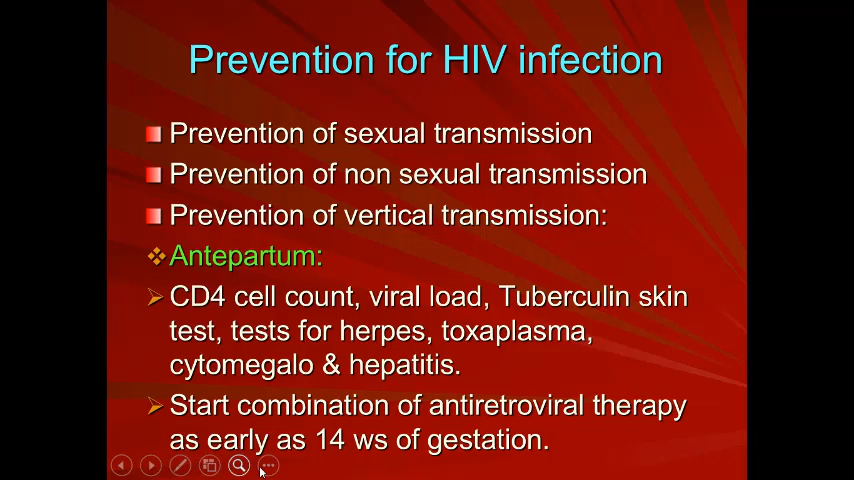 Prevention for HIV infection
Prevention of sexual transmission
Prevention of non sexual transmission
Prevention of vertical transmission:
Antepartum:
CD4 cell count, viral load, Tuberculin skin
test, tests for herpes, toxaplasma,
cytomegalo & hepatitis.
Start combination of antiretroviral therapy
as early as 14 ws of gestation.